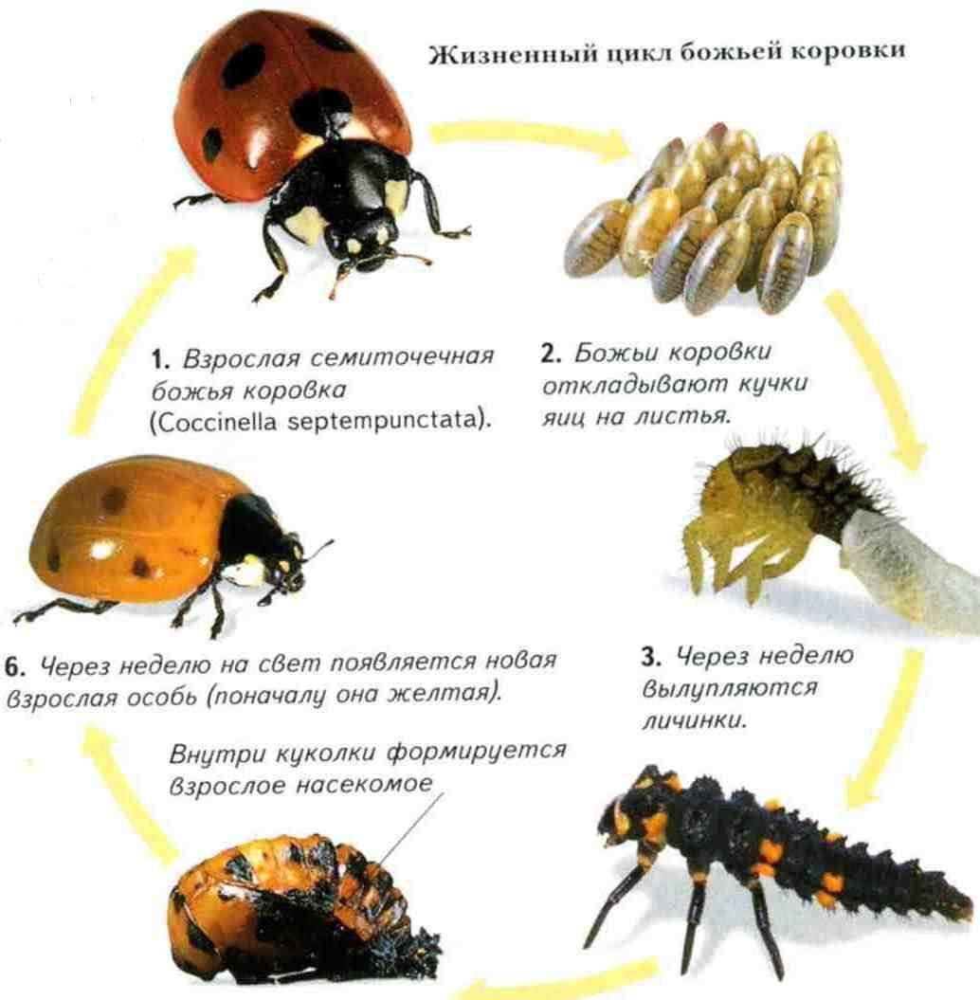 Жизненный цикл божьей коровки
1. Взрослая семиточечная
божья коровка
(Coccinella septempunctata).
2. Божьи коровки
откладывают кучки
яиц на листья.
3. Через неделю
вылупляются
личинки.
6. Через неделю на свет появляется новая
взрослая особь (поначалу она желтая).
Внутри куколки формируется
взрослое насекомое